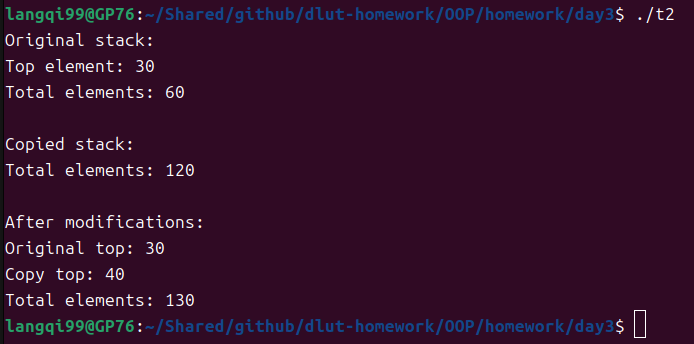 langqi99@GP76:~/Shared/github/dlut-homework/OOP/homework/day3$ ./t2
Original stack:
Top element: 30
Total elements: 60
Copied stack:
Total elements: 120
After modifications:
Original top: 30
Copy top: 40
Total elements: 130
langqi99@GP76:~/Shared/github/dlut-homework/OOP/homework/day3$